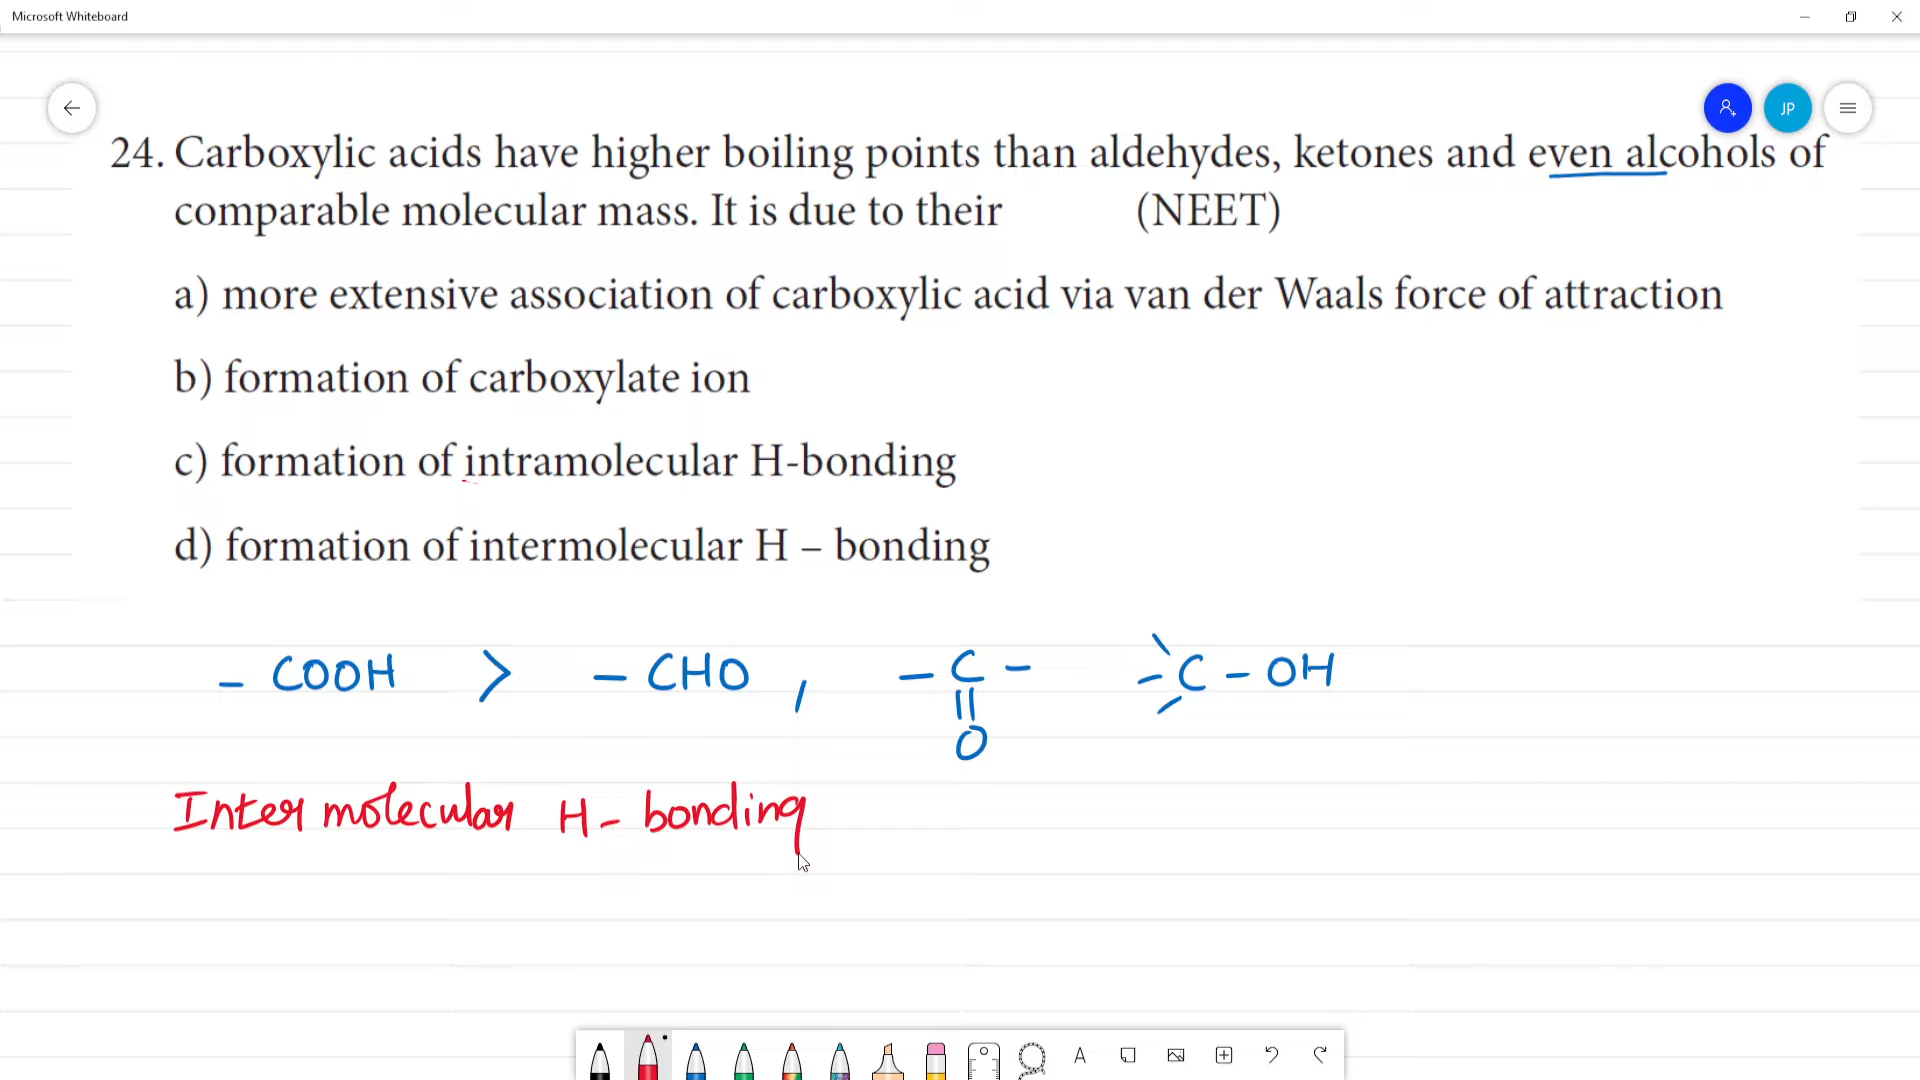 Microsoft Whiteboard
JP
24. Carboxylic acids have higher boiling points than aldehydes, ketones and even alcohols of
comparable molecular mass. It is due to their (NEET)
a) more extensive association of carboxylic acid via van der Waals force of attraction
b) formation of carboxylate ion
c) formation of intramolecular H-bonding
d) formation of intermolecular H – bonding
- COOH > - CHO , - C - - C - OH
||
O
Inter molecular H - bonding
A